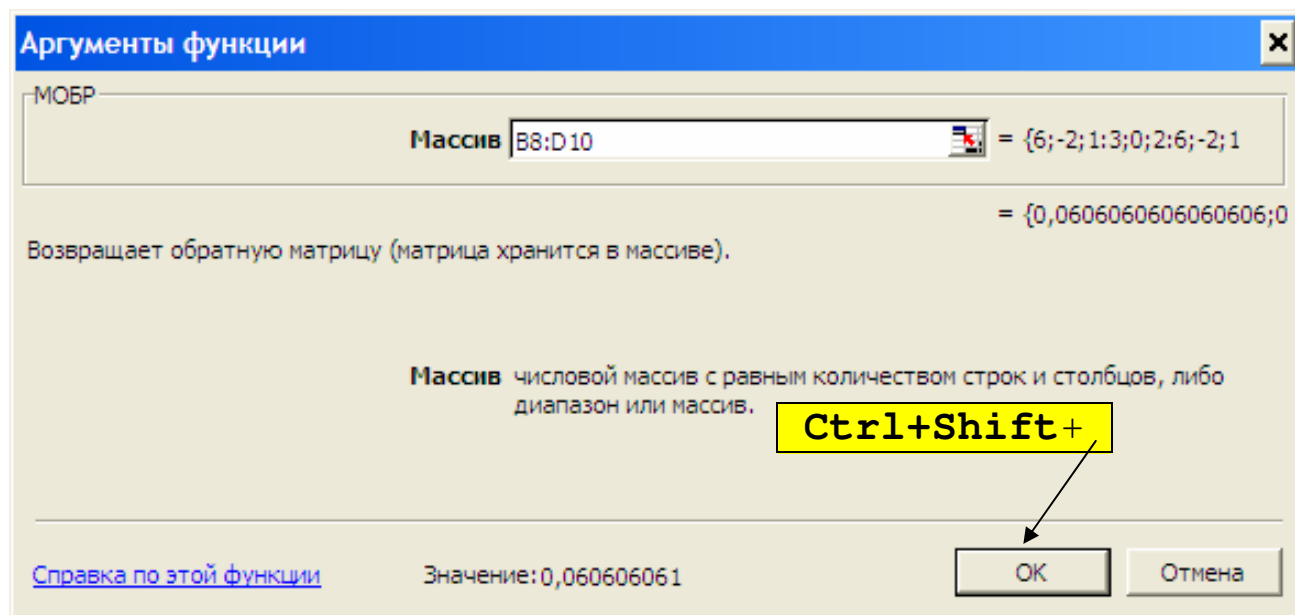 Аргументы функции
МОБР
Массив B8:D10 = {6;-2;1:3;0;2:6;-2;1
= {0,0606060606060606;0
Возвращает обратную матрицу (матрица хранится в массиве).
Массив числовой массив с равным количеством строк и столбцов, либо
диапазон или массив.
Ctrl+Shift+
Справка по этой функции Значение:0,060606061 OK Отмена